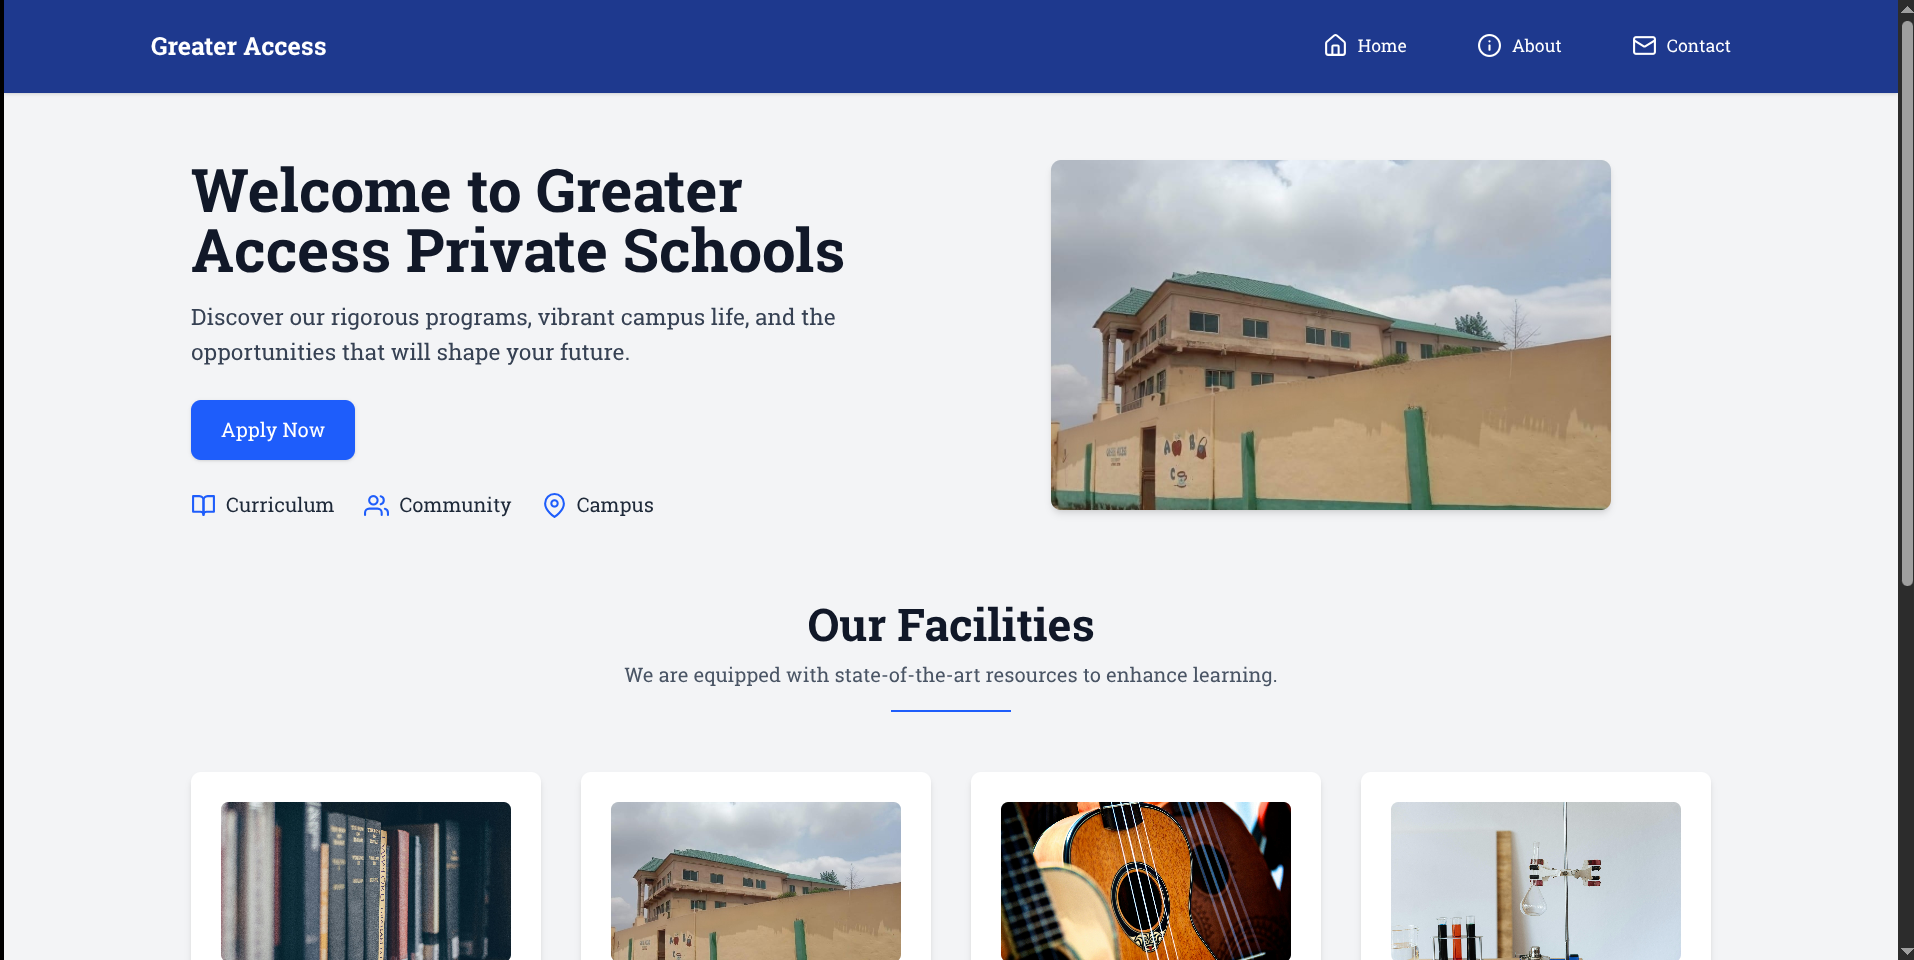 Greater Access
Home
About
Contact
Welcome to Greater
Access Private Schools
Discover our rigorous programs, vibrant campus life, and the
opportunities that will shape your future.
Apply Now
Curriculum
Community
Campus
Our Facilities
We are equipped with state-of-the-art resources to enhance learning.